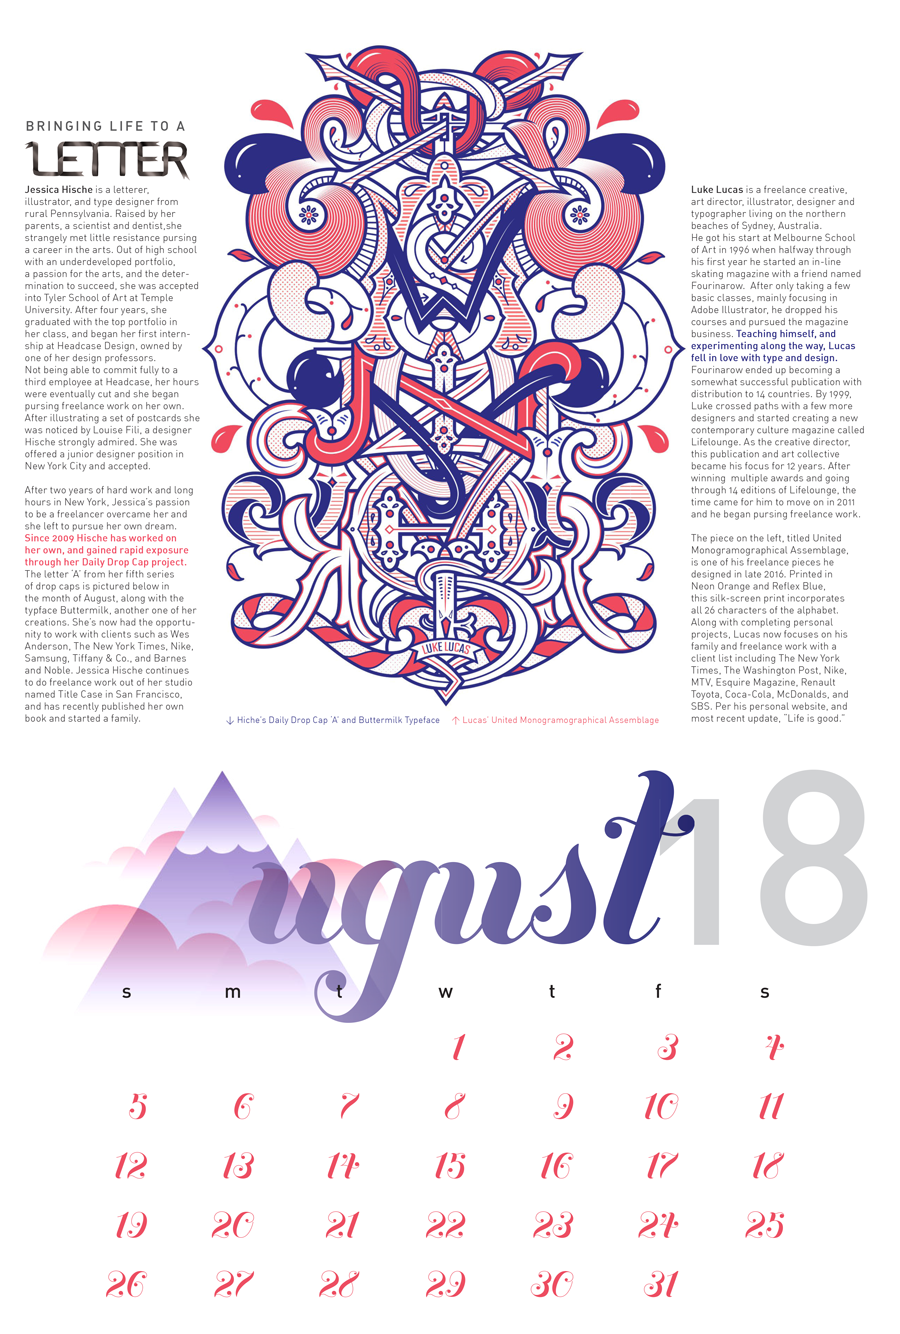 BRINGING LIFE TO A
LETTER
Jessica Hische is a letterer,
illustrator, and type designer from
rural Pennsylvania. Raised by her
parents, a scientist and dentist,she
strangely met little resistance pursing
a career in the arts. Out of high school
with an underdeveloped portfolio,
a passion for the arts, and the deter-
mination to succeed, she was accepted
into Tyler School of Art at Temple
University. After four years, she
graduated with the top portfolio in
her class, and began her first intern-
ship at Headcase Design, owned by
one of her design professors.
Not being able to commit fully to a
third employee at Headcase, her hours
were eventually cut and she began
pursing freelance work on her own.
After illustrating a set of postcards she
was noticed by Louise Fili, a designer
Hische strongly admired. She was
offered a junior designer position in
New York City and accepted.
After two years of hard work and long
hours in New York, Jessica's passion
to be a freelancer overcame her and
she left to pursue her own dream.
Since 2009 Hische has worked on
her own, and gained rapid exposure
through her Daily Drop Cap project.
The letter 'A' from her fifth series
of drop caps is pictured below in
the month of August, along with the
typface Buttermilk, another one of her
creations. She's now had the opportu-
nity to work with clients such as Wes
Anderson, The New York Times, Nike,
Samsung, Tiffany & Co., and Barnes
and Noble. Jessica Hische continues
to do freelance work out of her studio
named Title Case in San Francisco,
and has recently published her own
book and started a family.
LUKE LUCAS
↓ Hiche's Daily Drop Cap 'A' and Buttermilk Typeface ↑ Lucas' United Monogramographical Assemblage
Luke Lucas is a freelance creative,
art director, illustrator, designer and
typographer living on the northern
beaches of Sydney, Australia.
He got his start at Melbourne School
of Art in 1996 when halfway through
his first year he started an in-line
skating magazine with a friend named
Fourinarow. After only taking a few
basic classes, mainly focusing in
Adobe Illustrator, he dropped his
courses and pursued the magazine
business. Teaching himself, and
experimenting along the way, Lucas
fell in love with type and design.
Fourinarow ended up becoming a
somewhat successful publication with
distribution to 14 countries. By 1999,
Luke crossed paths with a few more
designers and started creating a new
contemporary culture magazine called
Lifelounge. As the creative director,
this publication and art collective
became his focus for 12 years. After
winning multiple awards and going
through 14 editions of Lifelounge, the
time came for him to move on in 2011
and he began pursing freelance work.
The piece on the left, titled United
Monogramographical Assemblage,
is one of his freelance pieces he
designed in late 2016. Printed in
Neon Orange and Reflex Blue,
this silk-screen print incorporates
all 26 characters of the alphabet.
Along with completing personal
projects, Lucas now focuses on his
family and freelance work with a
client list including The New York
Times, The Washington Post, Nike,
MTV, Esquire Magazine, Renault
Toyota, Coca-Cola, McDonalds, and
SBS. Per his personal website, and
most recent update, "Life is good."
August 18
s m t w t f s
1 2 3 4
5 6 7 8 9 10 11
12 13 14 15 16 17 18
19 20 21 22 23 24 25
26 27 28 29 30 31